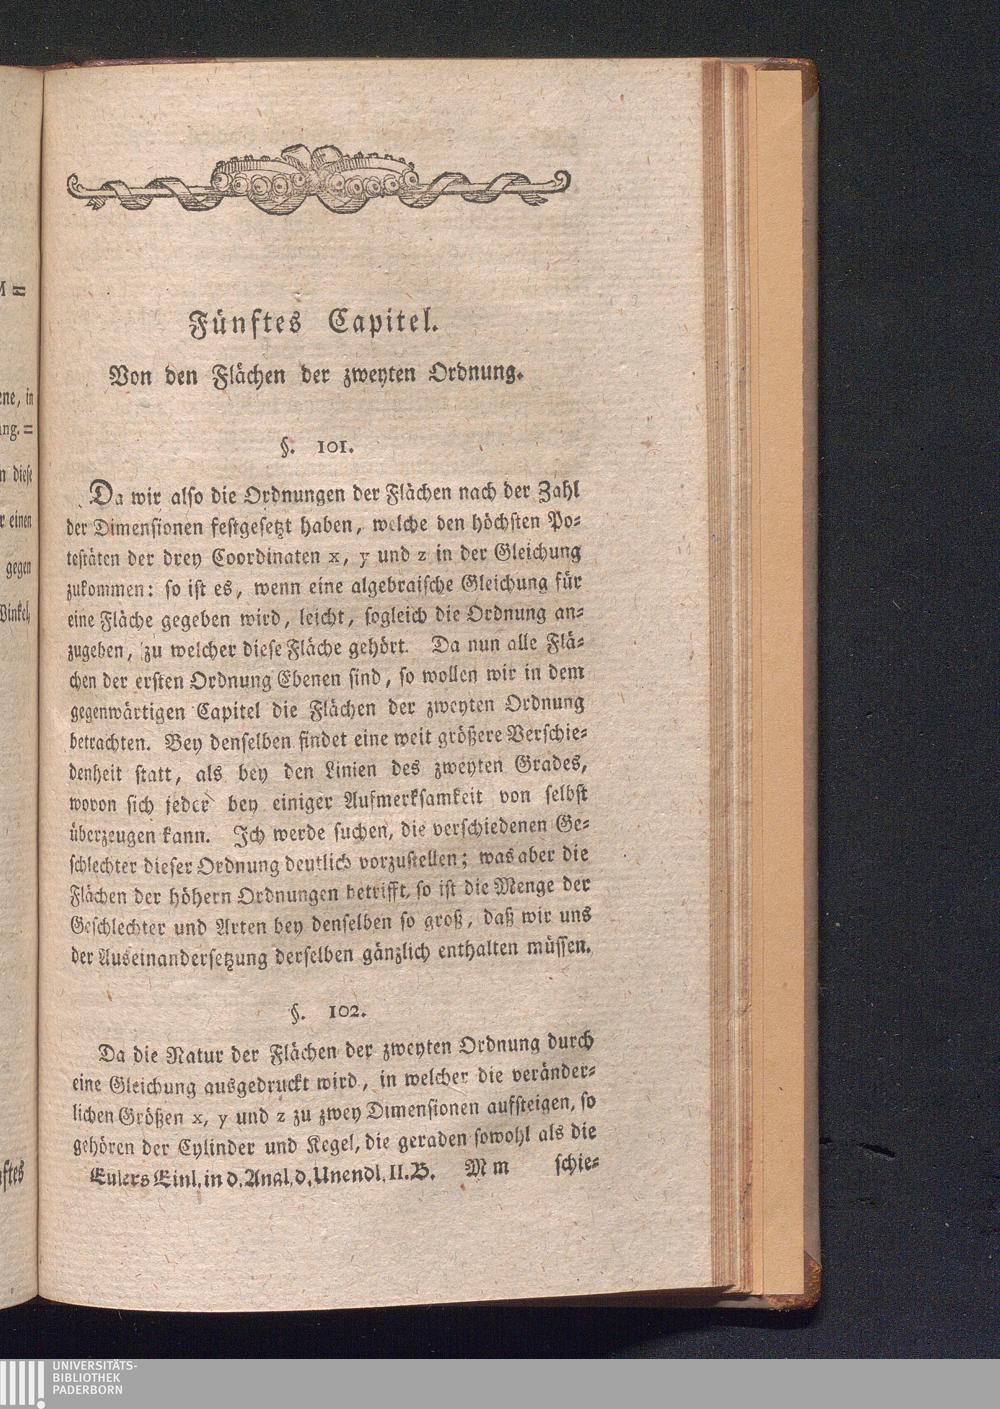 M =
ene, in
ung. =
n diese
r einen
gegen
Winkel,
nftes
Fünftes Capitel.
Von den Flächen der zweyten Ordnung.
§. 101.
Da wir also die Ordnungen der Flächen nach der Zahl
der Dimensionen festgesetzt haben, welche den höchsten Po-
testäten der drey Coordinaten x, y und z in der Gleichung
zukommen: so ist es, wenn eine algebraische Gleichung für
eine Fläche gegeben wird, leicht, sogleich die Ordnung an-
zugeben, zu welcher diese Fläche gehört. Da nun alle Flä-
chen der ersten Ordnung Ebenen sind, so wollen wir in dem
gegenwärtigen Capitel die Flächen der zweyten Ordnung
betrachten. Bey denselben findet eine weit größere Verschie-
denheit statt, als bey den Linien des zweyten Grades,
wovon sich jeder bey einiger Aufmerksamkeit von selbst
überzeugen kann. Ich werde suchen, die verschiedenen Ge-
schlechter dieser Ordnung deutlich vorzustellen; was aber die
Flächen der höhern Ordnungen betrifft, so ist die Menge der
Geschlechter und Arten bey denselben so groß, daß wir uns
der Auseinandersetzung derselben gänzlich enthalten müssen.
§. 102.
Da die Natur der Flächen der zweyten Ordnung durch
eine Gleichung ausgedruckt wird, in welcher die veränder-
lichen Größen x, y und z zu zwey Dimensionen aufsteigen, so
gehören der Cylinder und Kegel, die geraden sowohl als die
Eulers Einl. in d. Anal. d. Unendl. II. B. M m schie-
UNIVERSITÄTS-
BIBLIOTHEK
PADERBORN